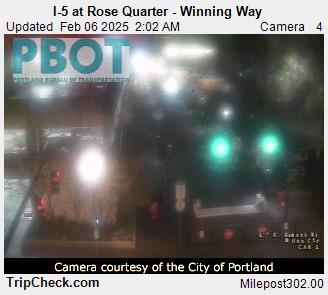 I-5 at Rose Quarter - Winning Way
Updated Feb 06 2025 2:02 AM Camera 4
PBOT
PORTLAND BUREAU OF TRANSPORTATION
Camera courtesy of the City of Portland
TripCheck.com Milepost302.00